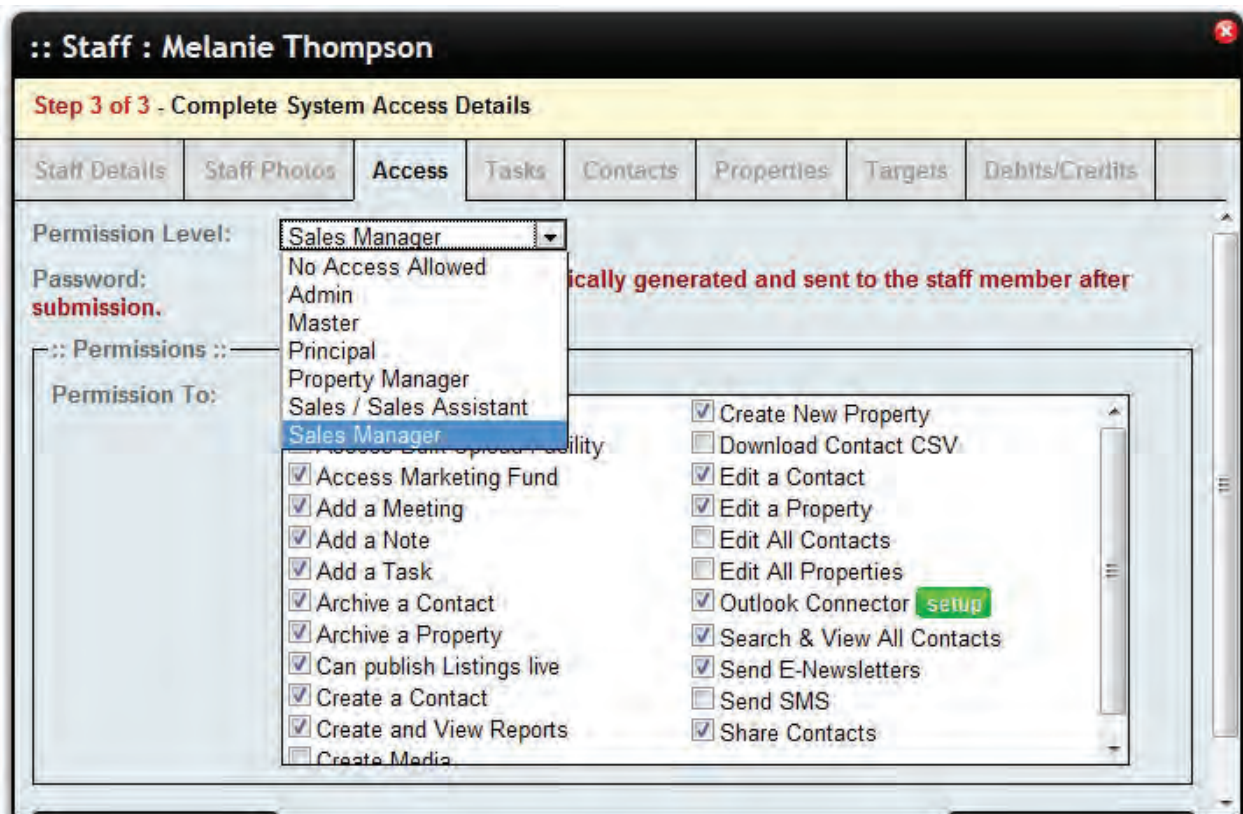 :: Staff : Melanie Thompson
Step 3 of 3 - Complete System Access Details
Staff Details Staff Photos Access Tasks Contacts Properties Targets Debits/Credits
Permission Level: Sales Manager
No Access Allowed
Admin
Master
Principal
Property Manager
Sales / Sales Assistant
Sales Manager
Password: ically generated and sent to the staff member after
submission.
:: Permissions ::
Permission To:
Access Marketing Fund
Add a Meeting
Add a Note
Add a Task
Archive a Contact
Archive a Property
Can publish Listings live
Create a Contact
Create and View Reports
Create Media
Create New Property
Download Contact CSV
Edit a Contact
Edit a Property
Edit All Contacts
Edit All Properties
Outlook Connector setup
Search & View All Contacts
Send E-Newsletters
Send SMS
Share Contacts